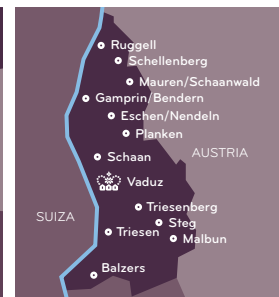 Ruggell
Schellenberg
Mauren/Schaanwald
Gamprin/Bendern
Eschen/Nendeln
Planken
AUSTRIA
Schaan
Vaduz
SUIZA
Triesenberg
Steg
Triesen
Malbun
Balzers